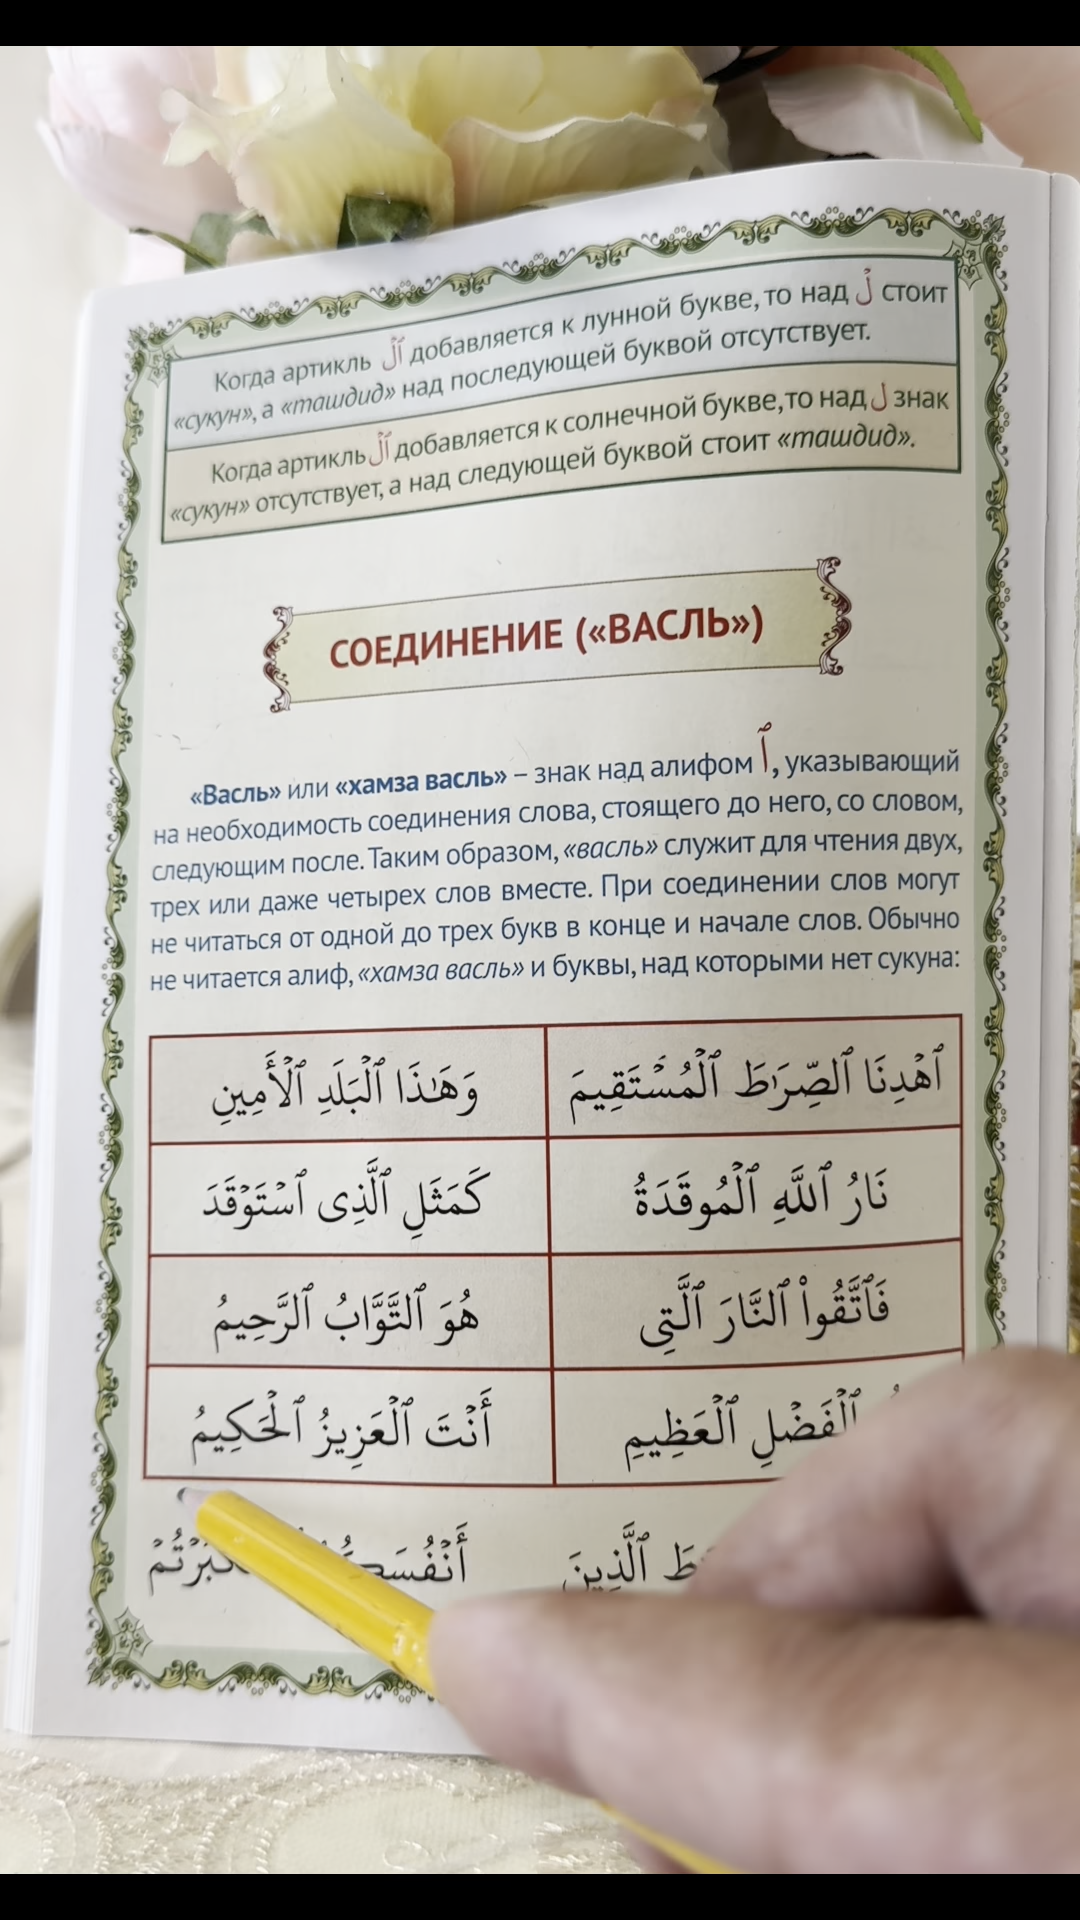 Когда артикль ٱلْ добавляется к лунной букве, то над لْ стоит
«сукун», а «ташдид» над последующей буквой отсутствует.
Когда артикль ٱلْ добавляется к солнечной букве, то над ل знак
«сукун» отсутствует, а над следующей буквой стоит «ташдид».
СОЕДИНЕНИЕ («ВАСЛЬ»)
«Васль» или «хамза васль» – знак над алифом ٱ, указывающий
на необходимость соединения слова, стоящего до него, со словом,
следующим после. Таким образом, «васль» служит для чтения двух,
трех или даже четырех слов вместе. При соединении слов могут
не читаться от одной до трех букв в конце и начале слов. Обычно
не читается алиф, «хамза васль» и буквы, над которыми нет сукуна:
ٱهْدِنَا ٱلصِّرَٰطَ ٱلْمُسْتَقِيمَ
وَهَـٰذَا ٱلْبَلَدِ ٱلْأَمِينِ
نَارُ ٱللَّهِ ٱلْمُوقَدَةُ
كَمَثَلِ ٱلَّذِى ٱسْتَوْقَدَ
فَٱتَّقُوا۟ ٱلنَّارَ ٱلَّتِى
هُوَ ٱلتَّوَّابُ ٱلرَّحِيمُ
ٱلْفَضْلِ ٱلْعَظِيمِ
أَنْتَ ٱلْعَزِيزُ ٱلْحَكِيمُ
ٱلَّذِينَ